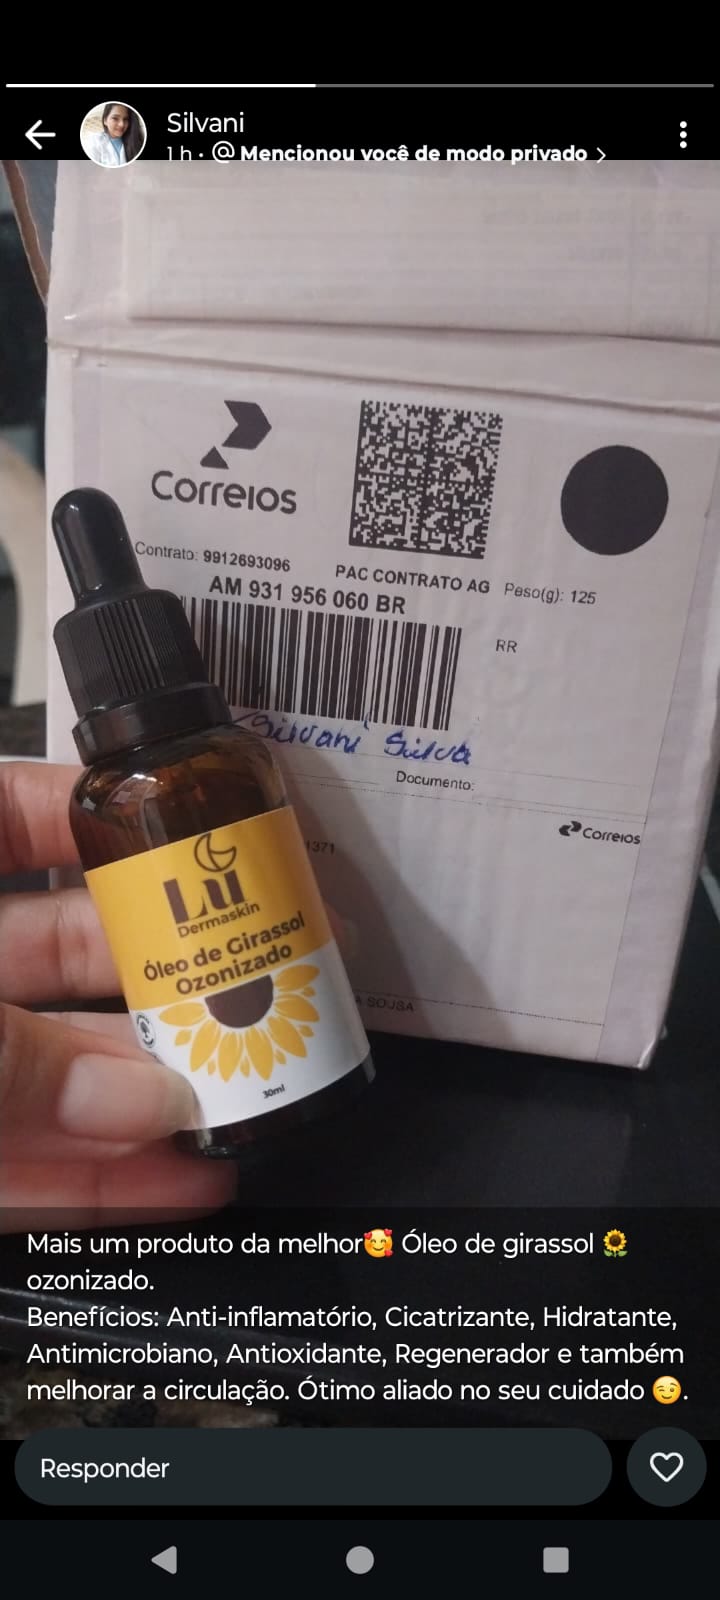 Silvani
1 h • @ Mencionou você de modo privado >
Correios
Contrato: 9912693096
PAC CONTRATO AG
Peso(g): 125
AM 931 956 060 BR
RR
Silvani Silva
Documento:
Correios
1371
A SOUSA
Lu
Dermaskin
Óleo de Girassol
Ozonizado
30ml
Mais um produto da melhor🥰 Óleo de girassol 🌻
ozonizado.
Benefícios: Anti-inflamatório, Cicatrizante, Hidratante,
Antimicrobiano, Antioxidante, Regenerador e também
melhorar a circulação. Ótimo aliado no seu cuidado 😉.
Responder